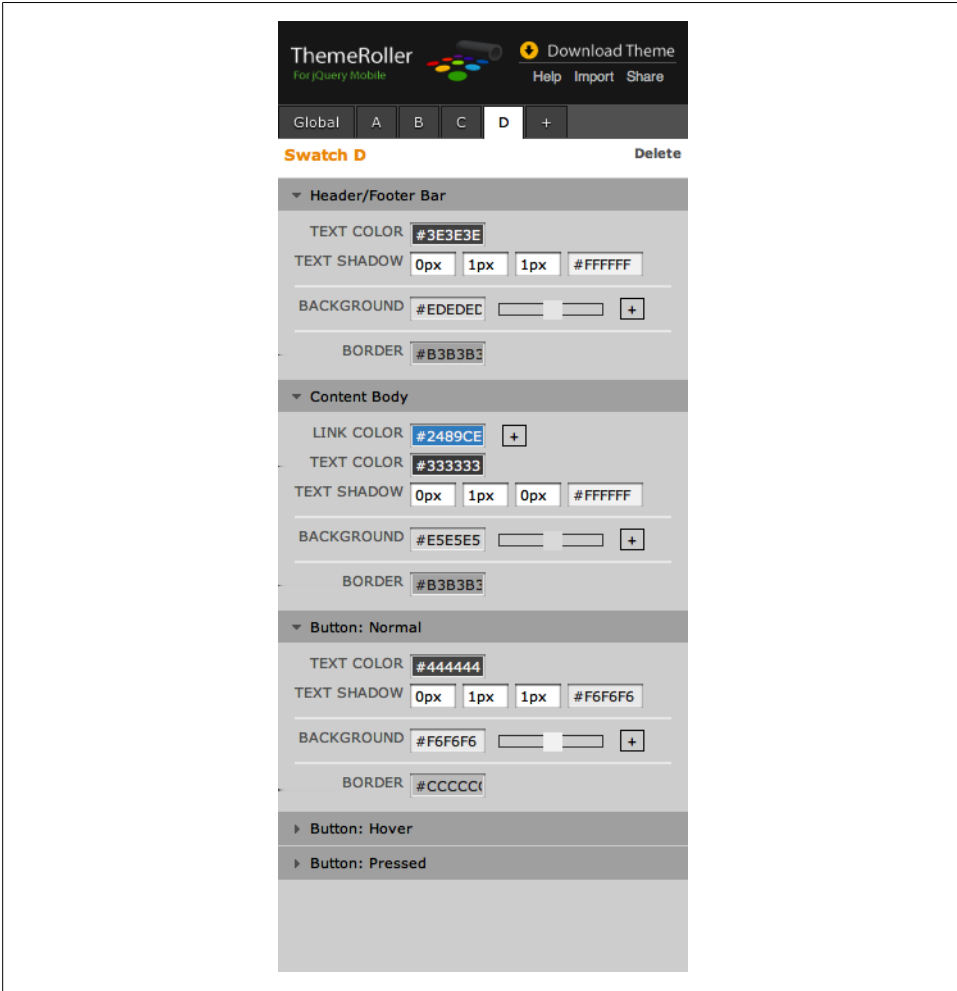 ThemeRoller
For jQuery Mobile
Download Theme
Help Import Share
Global A B C D +
Swatch D Delete
Header/Footer Bar
TEXT COLOR #3E3E3E
TEXT SHADOW 0px 1px 1px #FFFFFF
BACKGROUND #EDEDED +
BORDER #B3B3B3
Content Body
LINK COLOR #2489CE +
TEXT COLOR #333333
TEXT SHADOW 0px 1px 0px #FFFFFF
BACKGROUND #E5E5E5 +
BORDER #B3B3B3
Button: Normal
TEXT COLOR #444444
TEXT SHADOW 0px 1px 1px #F6F6F6
BACKGROUND #F6F6F6 +
BORDER #CCCCC(
Button: Hover
Button: Pressed